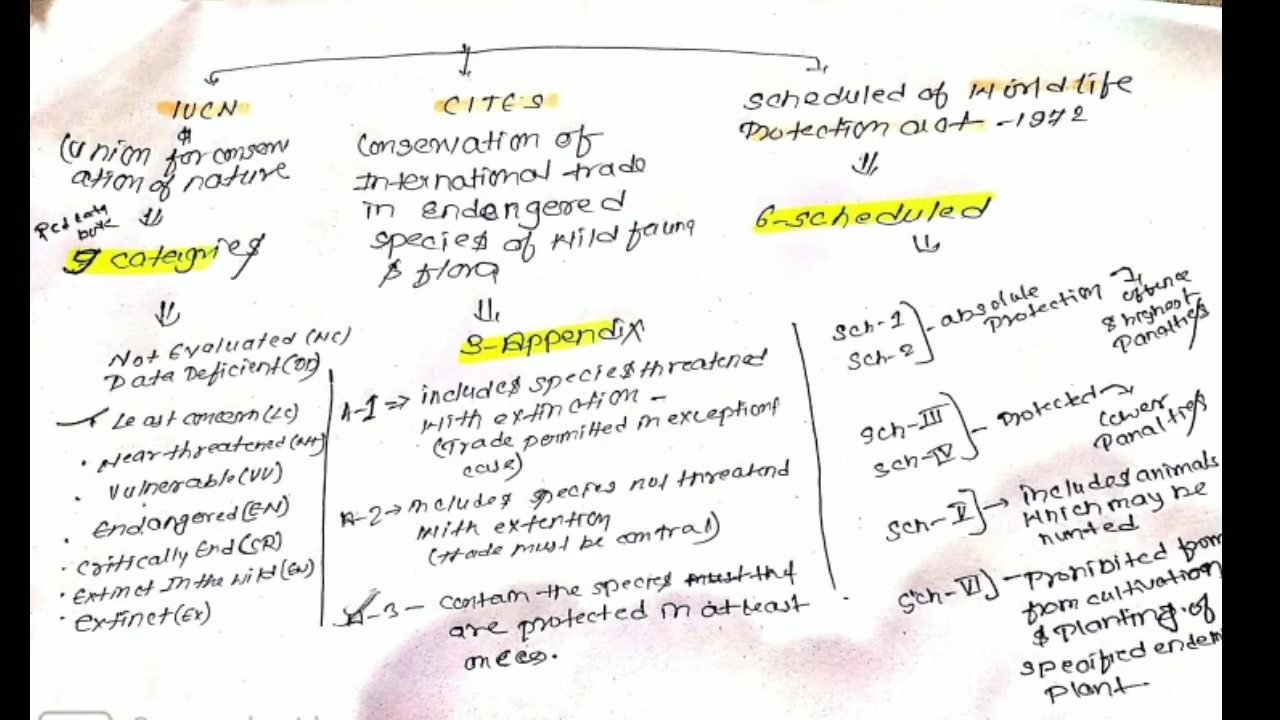 IUCN
(Union for conserv
ation of nature
Red data
book
9 categories
Not Evaluated (NC)
Data Deficient (DD)
Least concern (LC)
Near threatened (NT)
Vulnerable (VU)
Endangered (EN)
Critically End (CR)
Extinct In the wild (EW)
Extinct (EX)
CITES
Conservation of
International trade
in endangered
species of Wild fauna
& flora
3-Appendix
A-1 => includes species threatened
with extinction -
(Trade permitted in exceptional
case)
A-2 → includes species not threatend
with extention
(trade must be control)
A-3 - contain the species must that
are protected in at least
one co.
Scheduled of Worldlife
Protection act - 1972
6-scheduled
Sch-1
Sch-2
absolute
Protection
offence
& highest
Panalties
Sch-III
Sch-IV
Protected
Lower
Panalties
Sch-V] → includes animals
which may be
hunted
Sch-VI) - Prohibited from
from cultivation
& planting of
specified endem
plant.